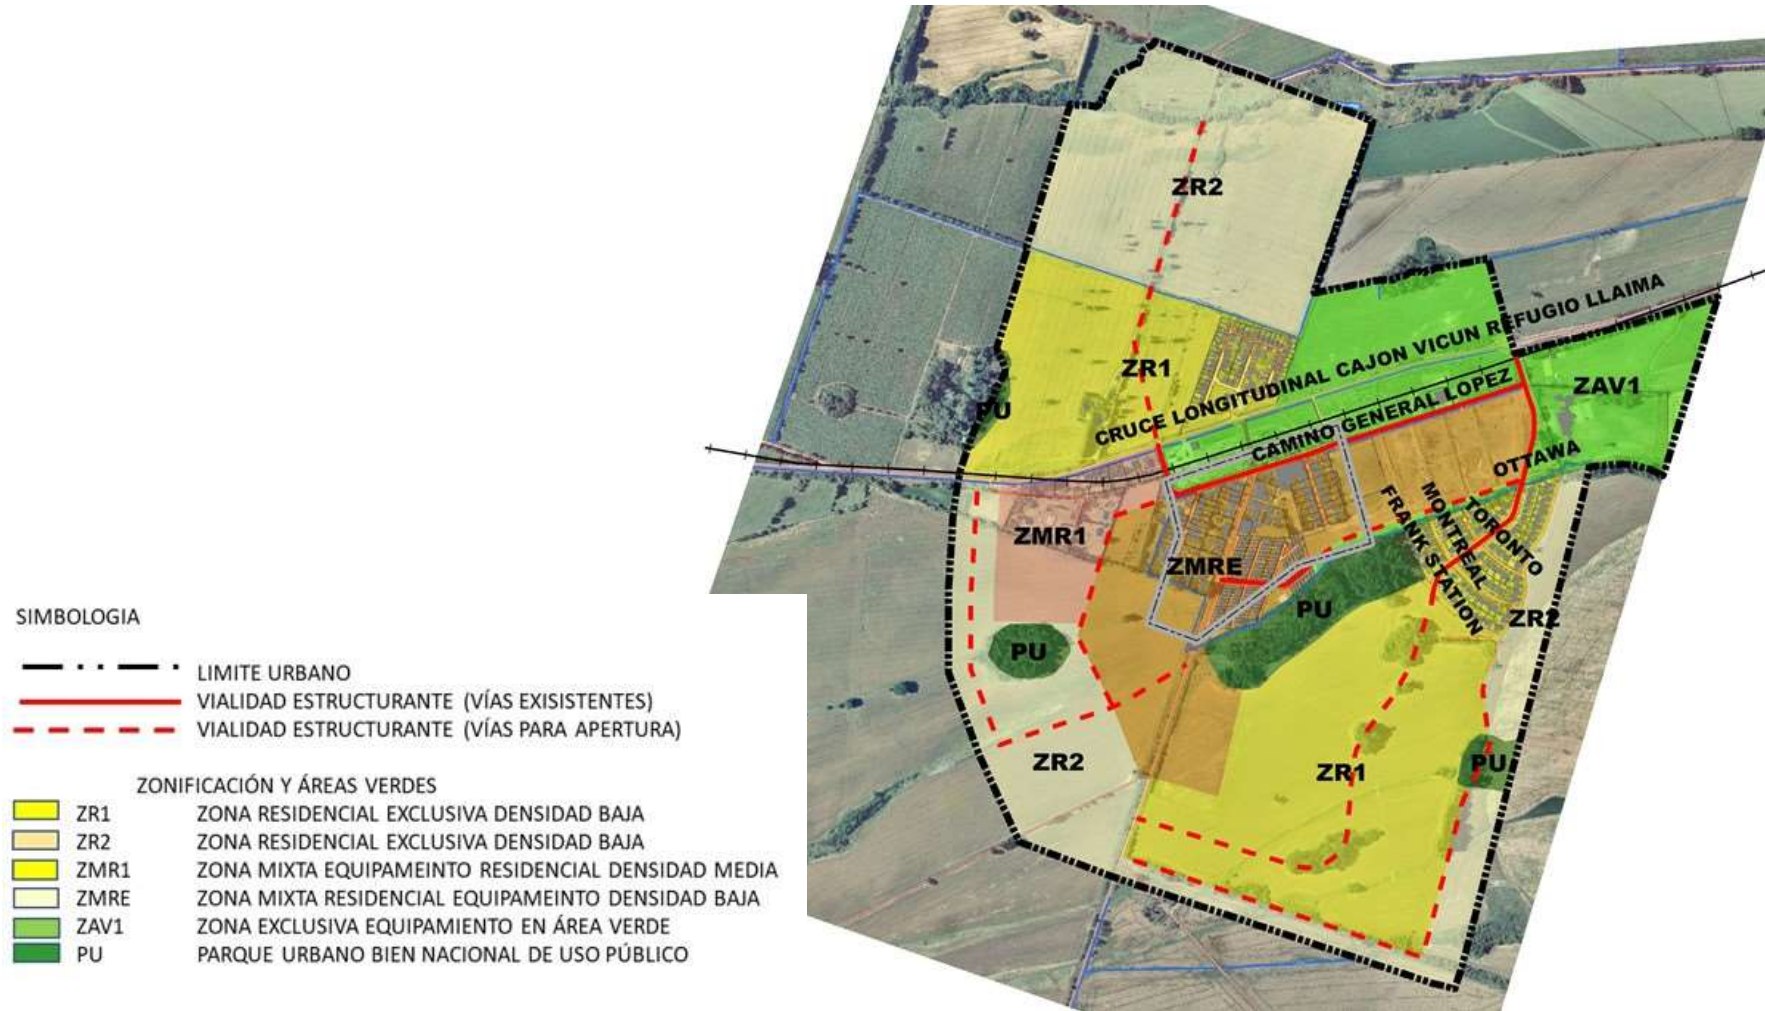 ZR2
CRUCE LONGITUDINAL CAJON VICUN REFUGIO LLAIMA
ZR1
CAMINO GENERAL LOPEZ
ZAV1
PU
OTTAWA
TORONTO
MONTREAL
FRANK STATION
ZMR1
ZMRE
PU
ZR2
PU
ZR2
ZR1
PU
SIMBOLOGIA
LIMITE URBANO
VIALIDAD ESTRUCTURANTE (VÍAS EXISISTENTES)
VIALIDAD ESTRUCTURANTE (VÍAS PARA APERTURA)
ZONIFICACIÓN Y ÁREAS VERDES
ZR1 ZONA RESIDENCIAL EXCLUSIVA DENSIDAD BAJA
ZR2 ZONA RESIDENCIAL EXCLUSIVA DENSIDAD BAJA
ZMR1 ZONA MIXTA EQUIPAMEINTO RESIDENCIAL DENSIDAD MEDIA
ZMRE ZONA MIXTA RESIDENCIAL EQUIPAMEINTO DENSIDAD BAJA
ZAV1 ZONA EXCLUSIVA EQUIPAMIENTO EN ÁREA VERDE
PU PARQUE URBANO BIEN NACIONAL DE USO PÚBLICO